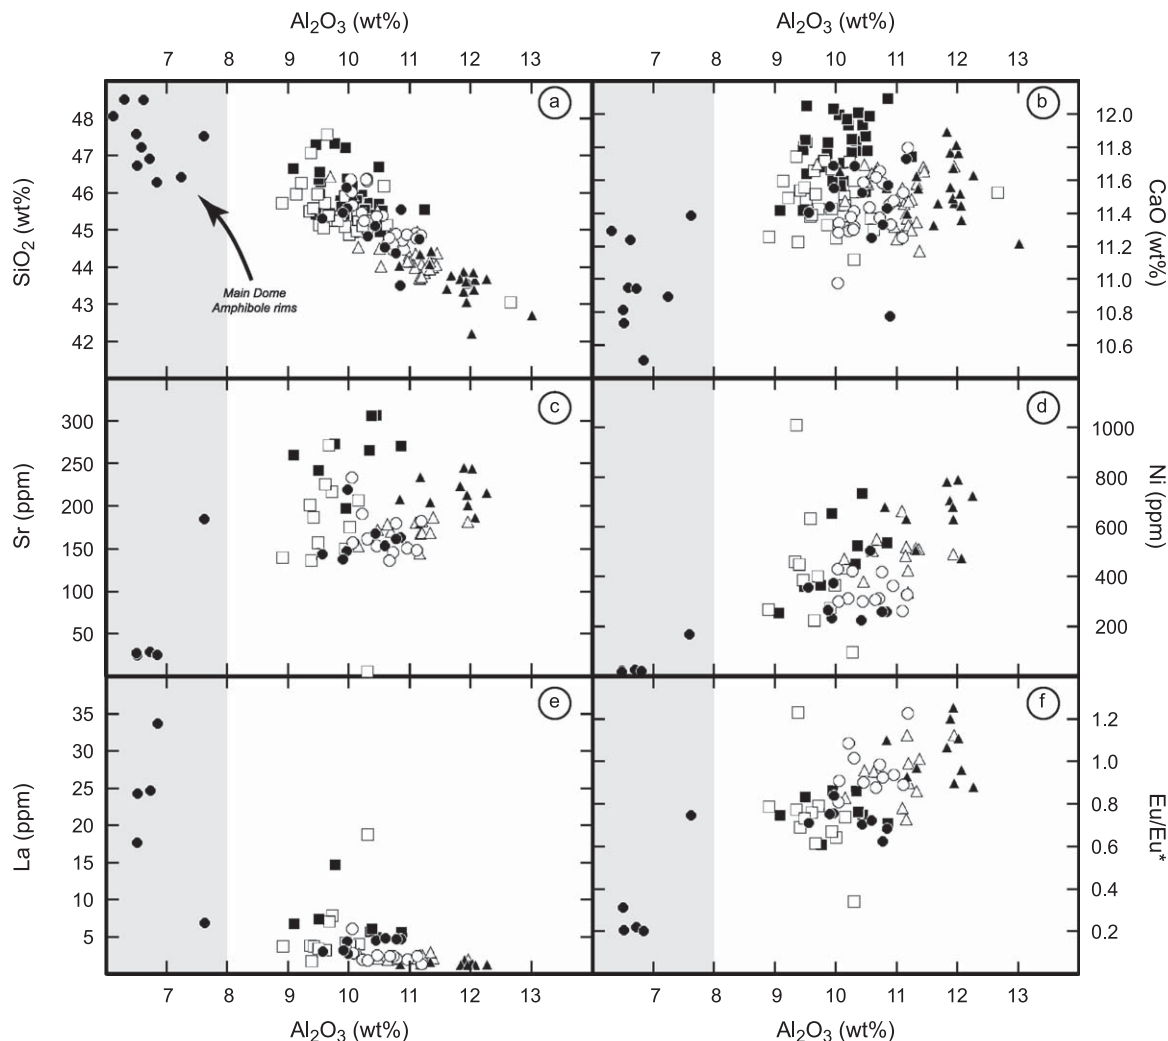 Al₂O₃ (wt%) Al₂O₃ (wt%)
7 8 9 10 11 12 13 7 8 9 10 11 12 13
a b
48 47 46 45 44 43 42
SiO₂ (wt%)
Main Dome
Amphibole rims
12.0 11.8 11.6 11.4 11.2 11.0 10.8 10.6
CaO (wt%)
c d
300 250 200 150 100 50
Sr (ppm)
1000 800 600 400 200
Ni (ppm)
e f
35 30 25 20 15 10 5
La (ppm)
1.2 1.0 0.8 0.6 0.4 0.2
Eu/Eu*
7 8 9 10 11 12 13 7 8 9 10 11 12 13
Al₂O₃ (wt%) Al₂O₃ (wt%)